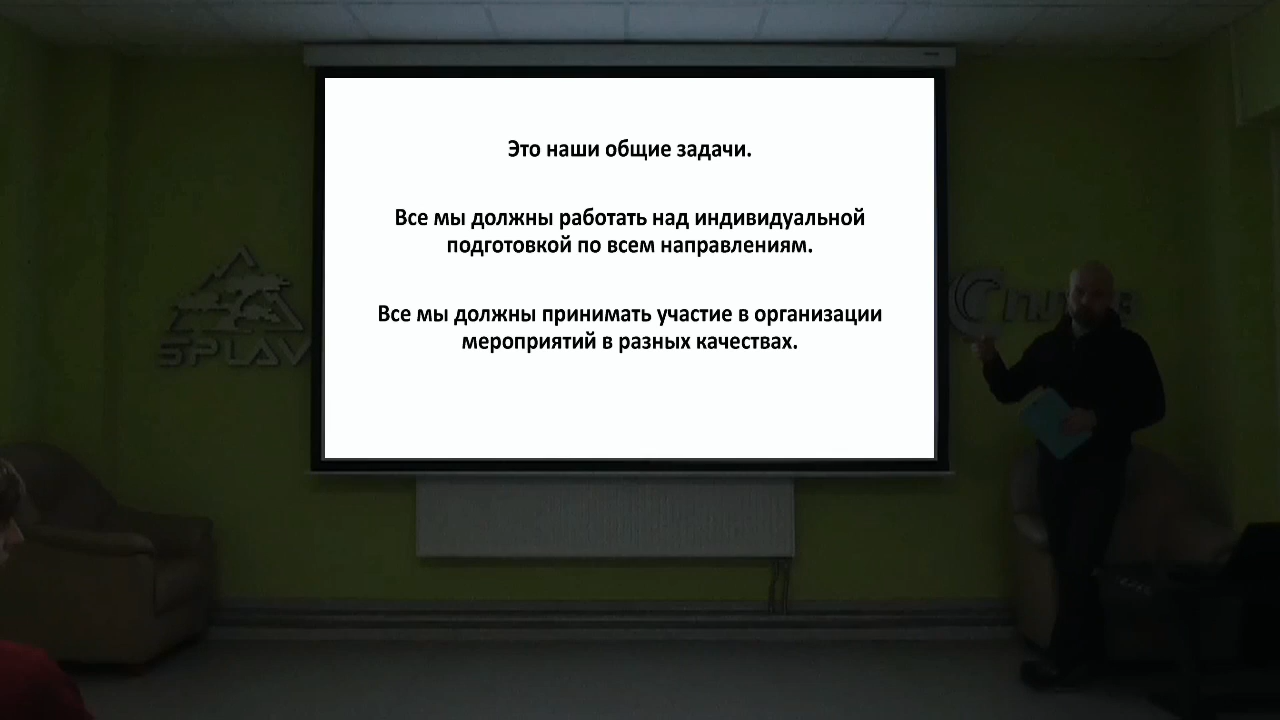 Это наши общие задачи.
Все мы должны работать над индивидуальной
подготовкой по всем направлениям.
Все мы должны принимать участие в организации
мероприятий в разных качествах.
SPLAV